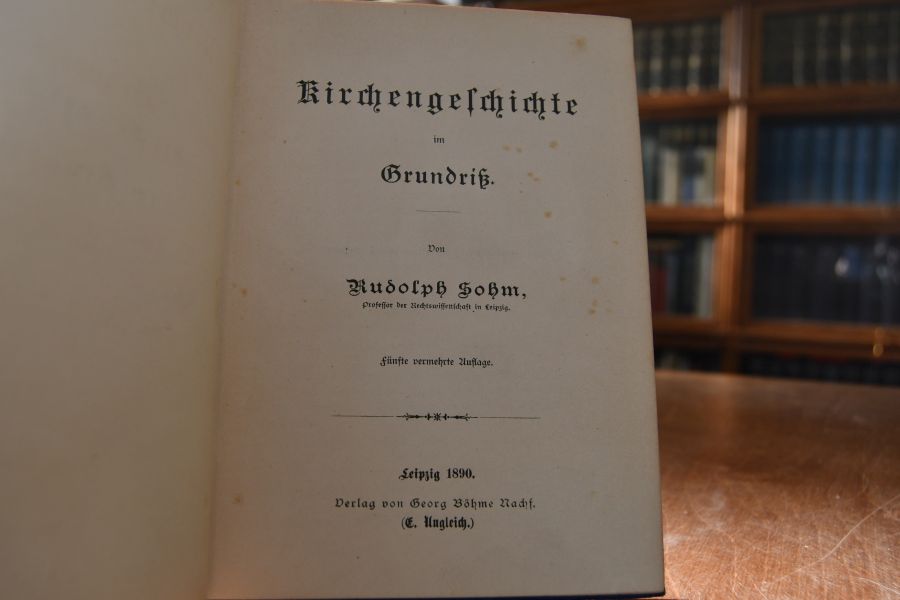 Kirchengeſchichte
im
Grundriß.
Von
Rudolph Sohm,
Profeſſor der Rechtswiſſenſchaft in Leipzig.
Fünfte vermehrte Auflage.
Leipzig 1890.
Verlag von Georg Böhme Nachf.
(E. Ungleich.)